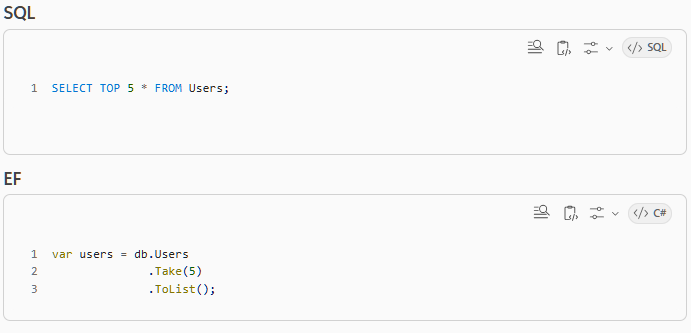 SQL
</> SQL
1 SELECT TOP 5 * FROM Users;
EF
</> C#
1 var users = db.Users
2 .Take(5)
3 .ToList();